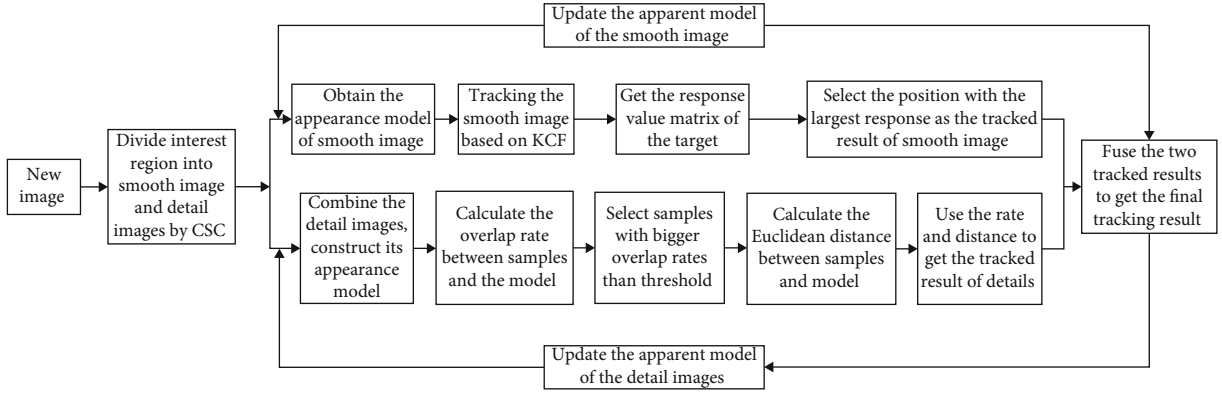 Update the apparent model
of the smooth image
Obtain the
appearance model
of smooth image
Tracking the
smooth image
based on KCF
Get the response
value matrix of
the target
Select the position with the
largest response as the tracked
result of smooth image
New
image
Divide interest
region into
smooth image
and detail
images by CSC
Fuse the two
tracked results
to get the final
tracking result
Combine the
detail images,
construct its
appearance
model
Calculate the
overlap rate
between samples
and the model
Select samples
with bigger
overlap rates
than threshold
Calculate the
Euclidean distance
between samples
and model
Use the rate
and distance to
get the tracked
result of details
Update the apparent model
of the detail images